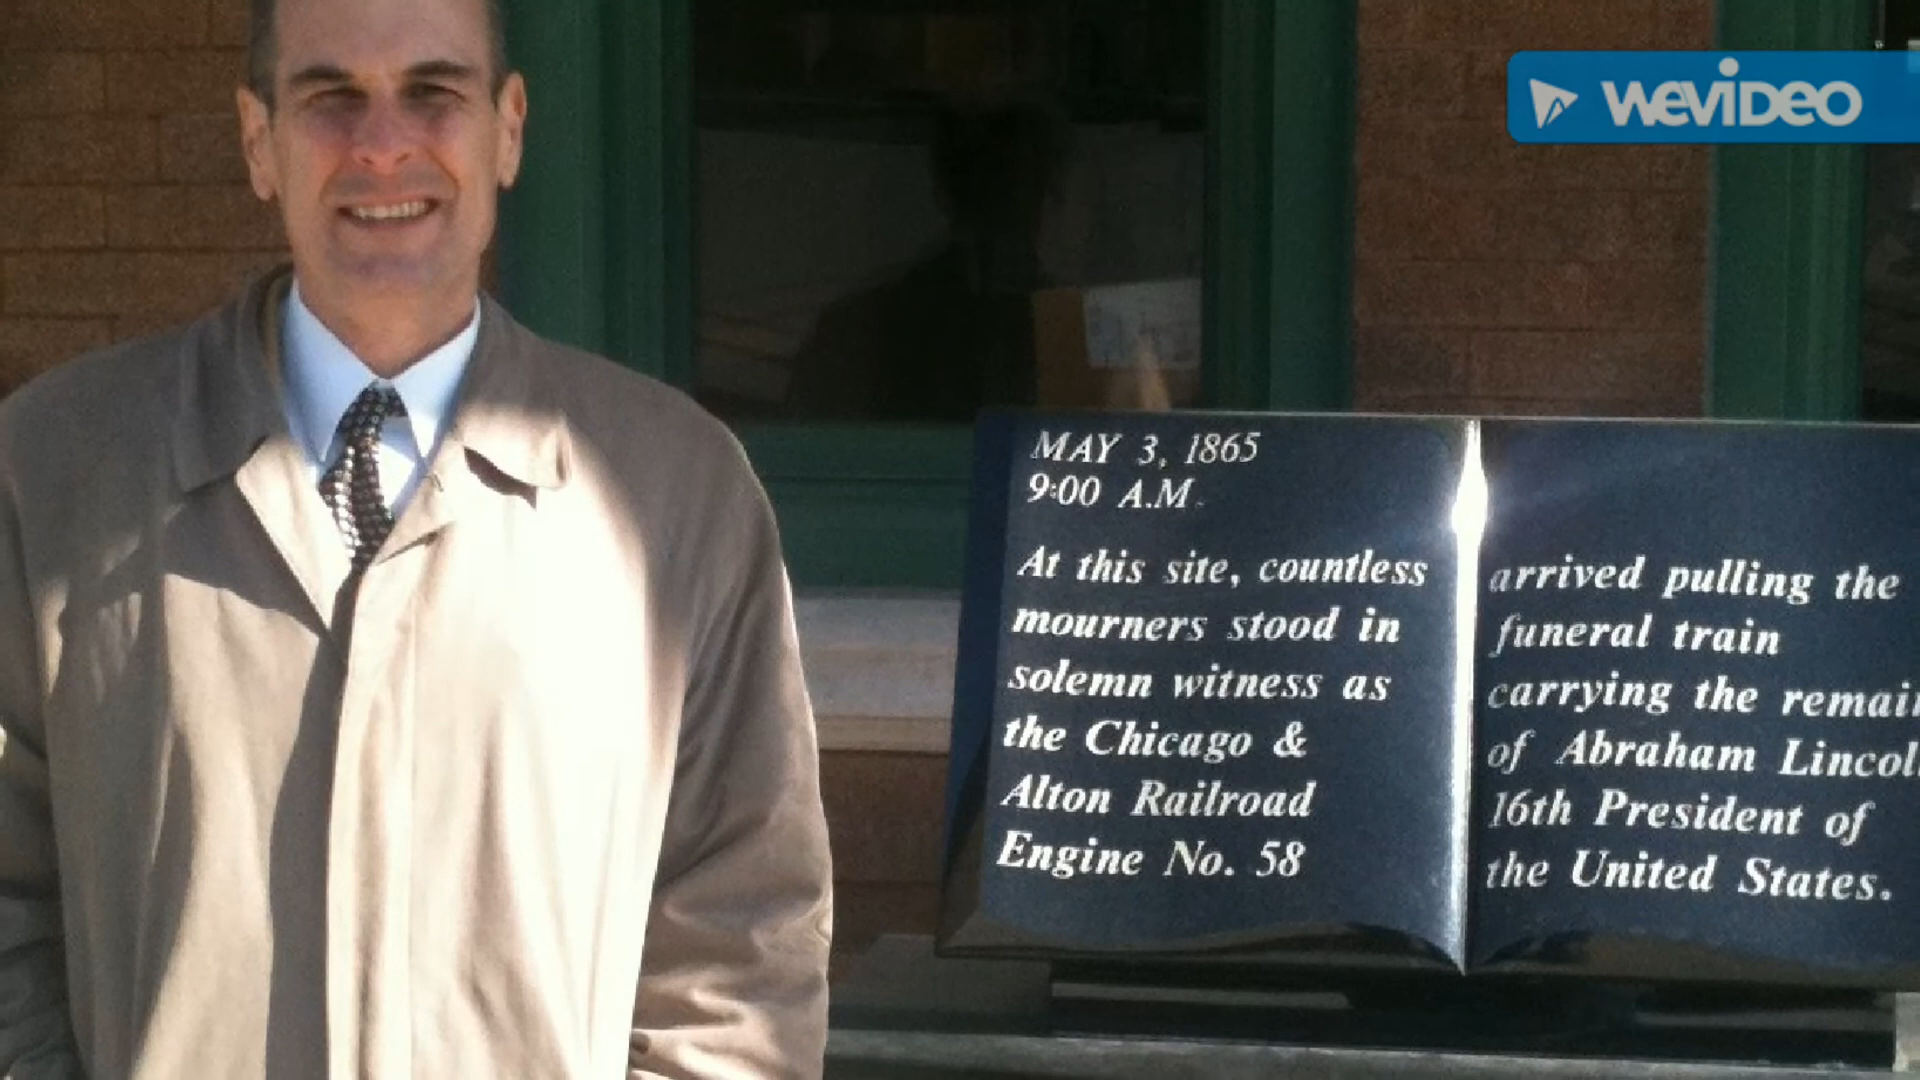 WEVIDEO
MAY 3, 1865
9:00 A.M.
At this site, countless
mourners stood in
solemn witness as
the Chicago &
Alton Railroad
Engine No. 58
arrived pulling the
funeral train
carrying the remai
of Abraham Lincol
16th President of
the United States.